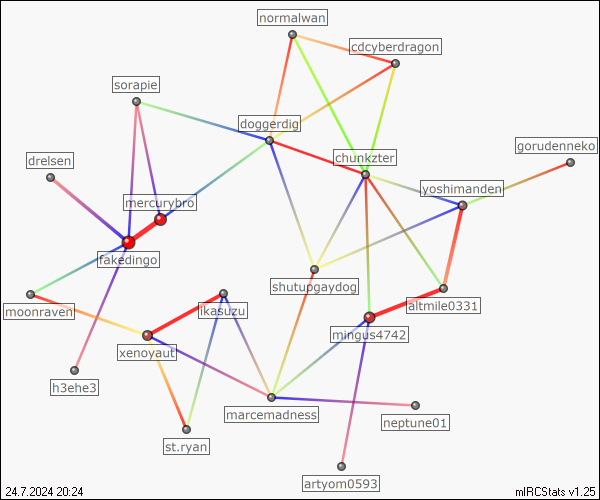 normalwan
cdcyberdragon
sorapie
doggerdig
chunkzter
gorudenneko
drelsen
yoshimanden
mercurybro
fakedingo
shutupgaydog
moonraven
ikasuzu
altmile0331
mingus4742
xenoyaut
h3ehe3
marcemadness
neptune01
st.ryan
artyom0593
24.7.2024 20:24
mIRCStats v1.25